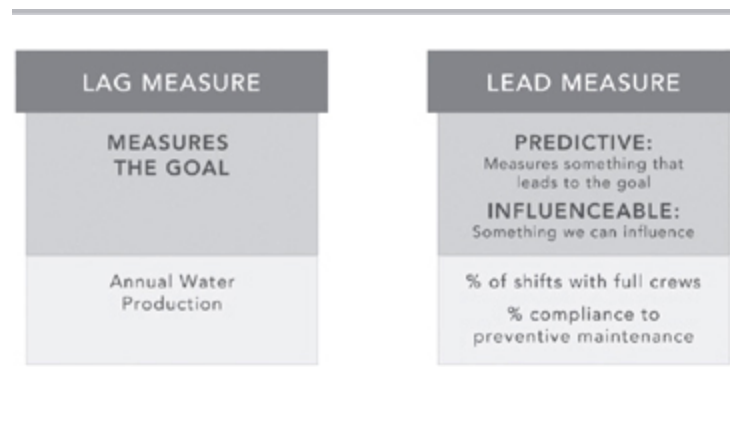 LAG MEASURE
MEASURES
THE GOAL
Annual Water
Production
LEAD MEASURE
PREDICTIVE:
Measures something that
leads to the goal
INFLUENCEABLE:
Something we can influence
% of shifts with full crews
% compliance to
preventive maintenance